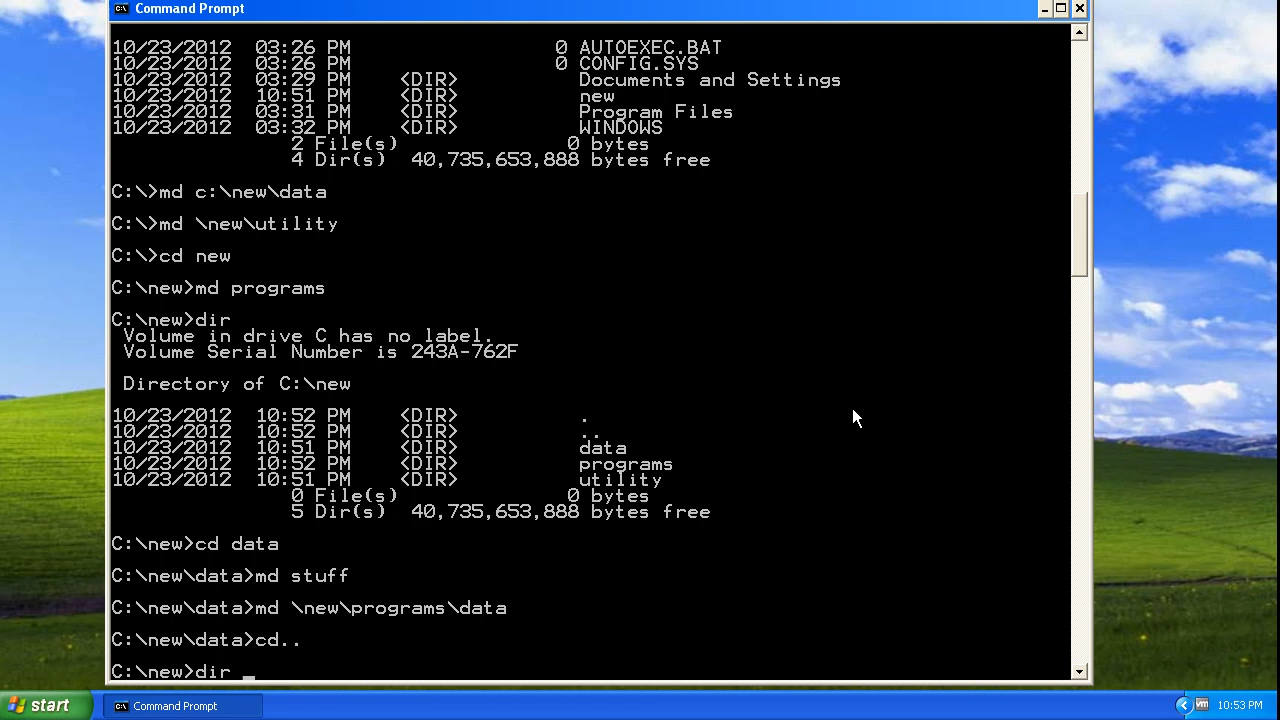 Command Prompt
10/23/2012  03:26 PM                 0 AUTOEXEC.BAT
10/23/2012  03:26 PM                 0 CONFIG.SYS
10/23/2012  03:29 PM    <DIR>          Documents and Settings
10/23/2012  10:51 PM    <DIR>          new
10/23/2012  03:31 PM    <DIR>          Program Files
10/23/2012  03:32 PM    <DIR>          WINDOWS
               2 File(s)              0 bytes
               4 Dir(s)  40,735,653,888 bytes free
C:\>md c:\new\data
C:\>md \new\utility
C:\>cd new
C:\new>md programs
C:\new>dir
 Volume in drive C has no label.
 Volume Serial Number is 243A-762F
 Directory of C:\new
10/23/2012  10:52 PM    <DIR>          .
10/23/2012  10:52 PM    <DIR>          ..
10/23/2012  10:51 PM    <DIR>          data
10/23/2012  10:52 PM    <DIR>          programs
10/23/2012  10:51 PM    <DIR>          utility
               0 File(s)              0 bytes
               5 Dir(s)  40,735,653,888 bytes free
C:\new>cd data
C:\new\data>md stuff
C:\new\data>md \new\programs\data
C:\new\data>cd..
C:\new>dir _
start
Command Prompt
vm
10:53 PM